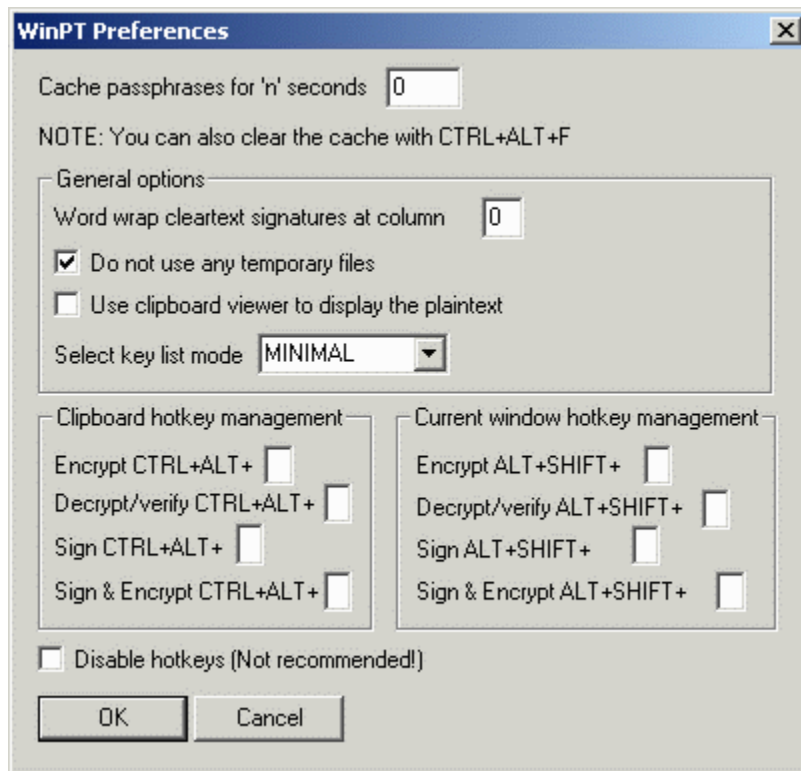 WinPT Preferences
Cache passphrases for 'n' seconds 0
NOTE: You can also clear the cache with CTRL+ALT+F
General options
Word wrap cleartext signatures at column 0
Do not use any temporary files
Use clipboard viewer to display the plaintext
Select key list mode MINIMAL
Clipboard hotkey management
Encrypt CTRL+ALT+
Decrypt/verify CTRL+ALT+
Sign CTRL+ALT+
Sign & Encrypt CTRL+ALT+
Current window hotkey management
Encrypt ALT+SHIFT+
Decrypt/verify ALT+SHIFT+
Sign ALT+SHIFT+
Sign & Encrypt ALT+SHIFT+
Disable hotkeys (Not recommended!)
OK Cancel